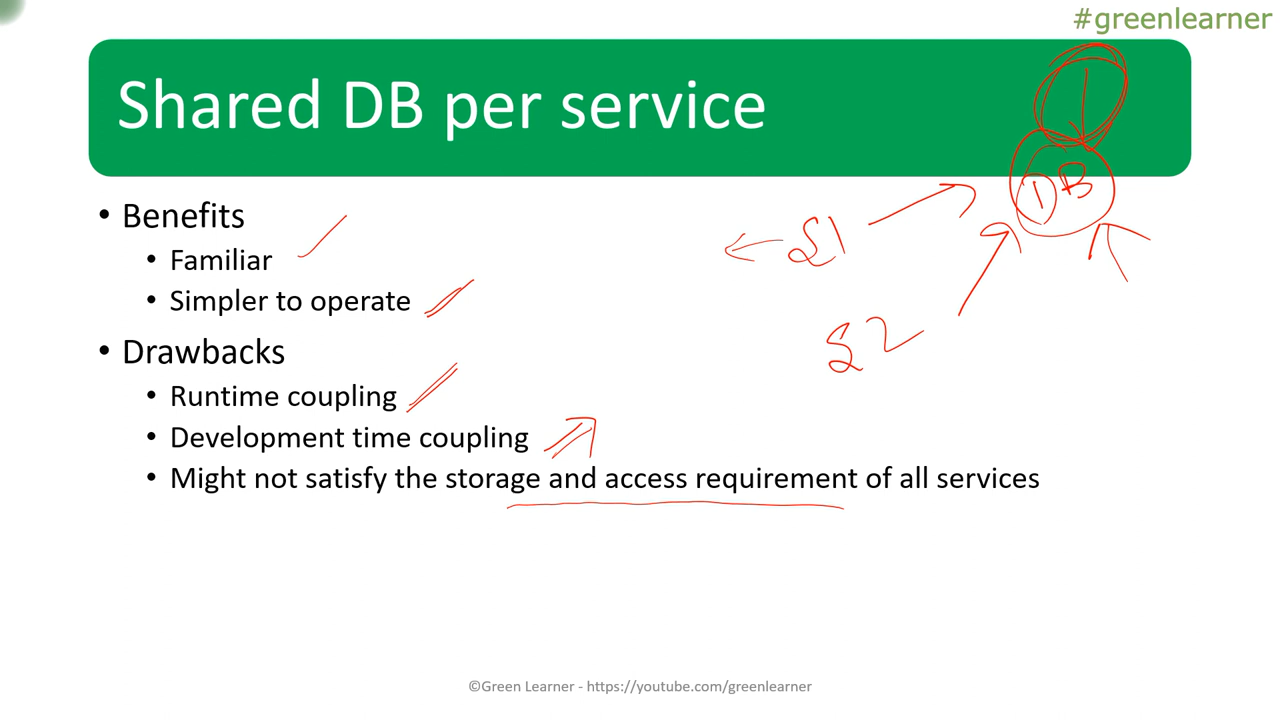 #greenlearner
Shared DB per service
DB
• Benefits
• Familiar
S1
• Simpler to operate
S2
• Drawbacks
• Runtime coupling
• Development time coupling
• Might not satisfy the storage and access requirement of all services
©Green Learner - https://youtube.com/greenlearner